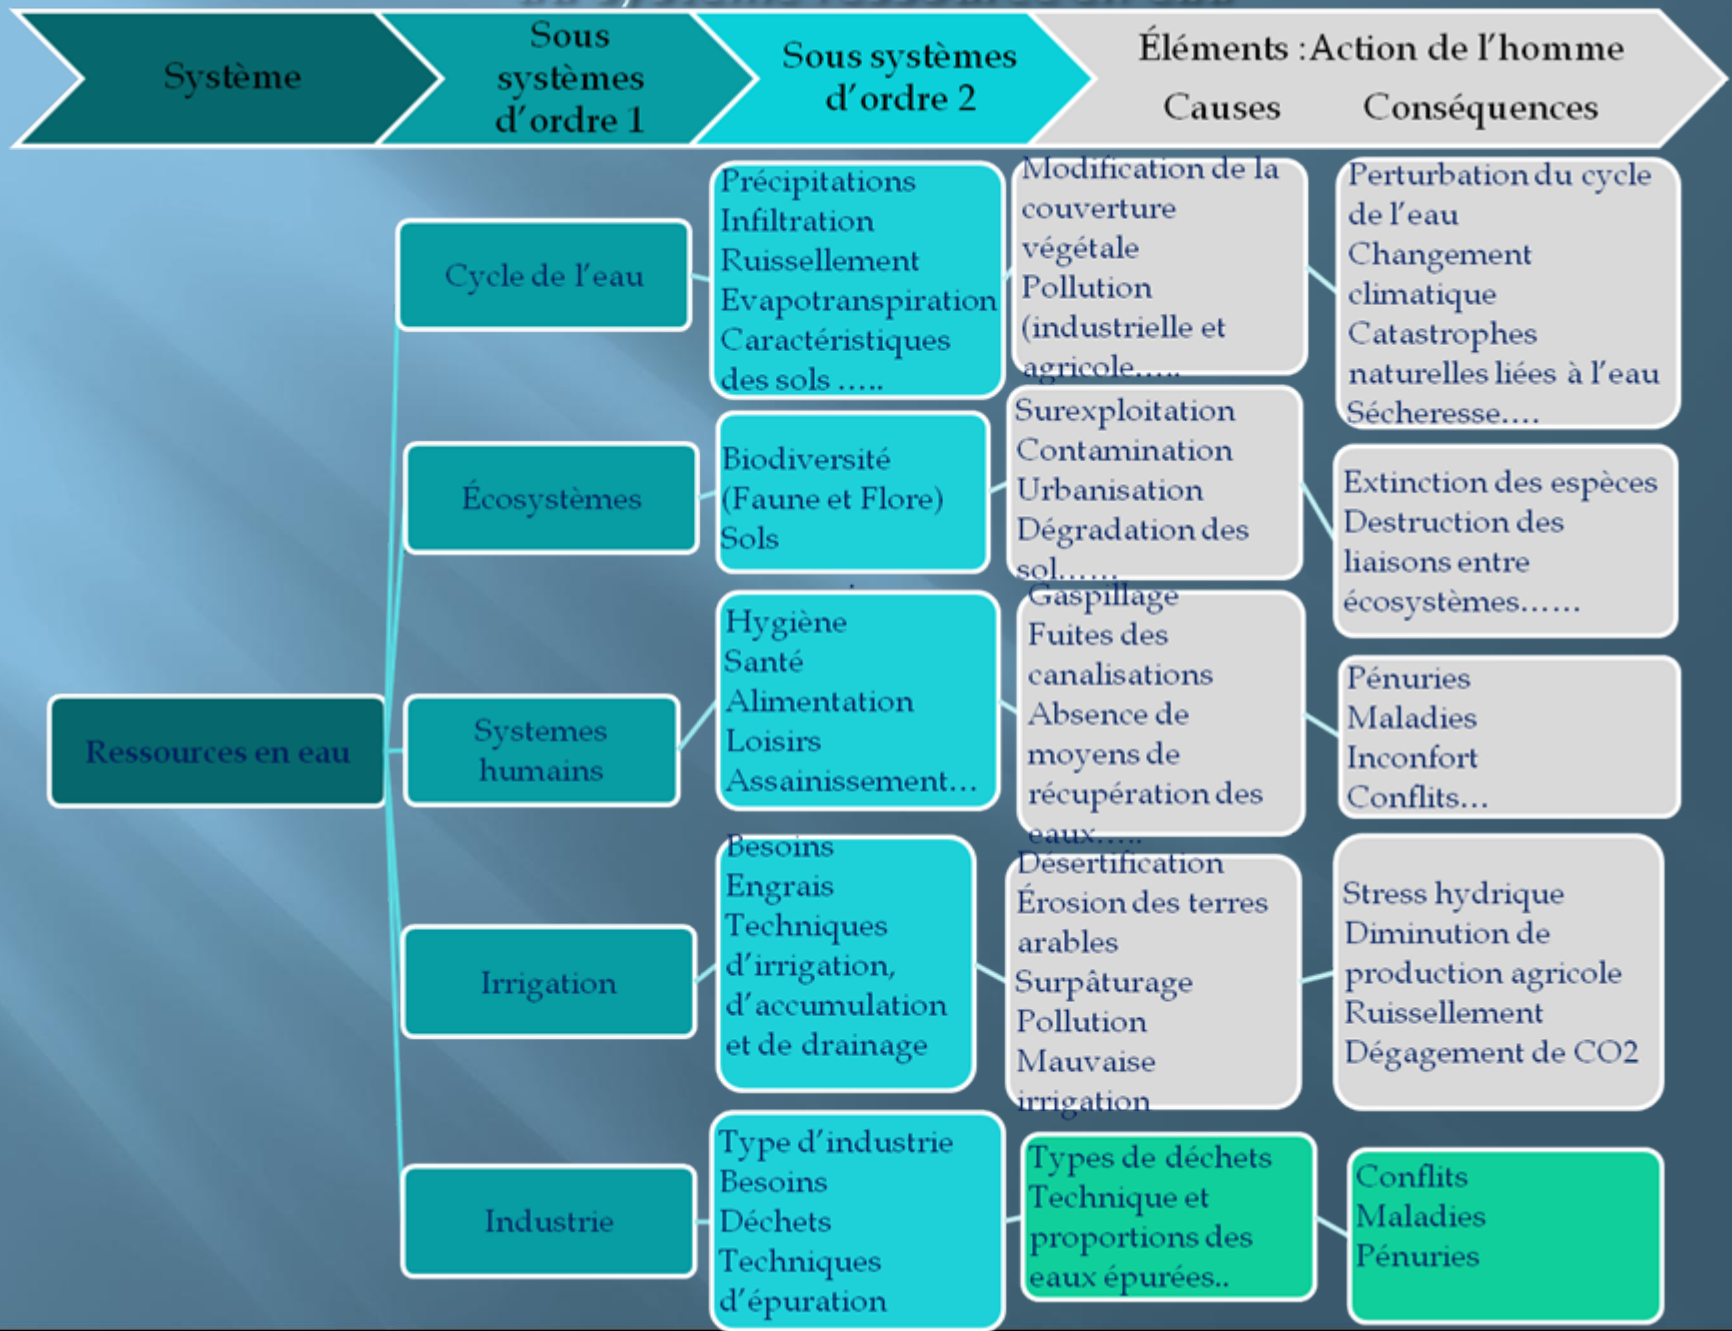 Système
Sous
systèmes
d'ordre 1
Sous systèmes
d'ordre 2
Éléments :Action de l'homme
Causes Conséquences
Ressources en eau
Cycle de l'eau
Précipitations
Infiltration
Ruissellement
Evapotranspiration
Caractéristiques
des sols …..
Modification de la
couverture
végétale
Pollution
(industrielle et
agricole…..
Perturbation du cycle
de l'eau
Changement
climatique
Catastrophes
naturelles liées à l'eau
Sécheresse….
Écosystèmes
Biodiversité
(Faune et Flore)
Sols
.
Surexploitation
Contamination
Urbanisation
Dégradation des
sol……
Extinction des espèces
Destruction des
liaisons entre
écosystèmes……
Systemes
humains
Hygiène
Santé
Alimentation
Loisirs
Assainissement…
Gaspillage
Fuites des
canalisations
Absence de
moyens de
récupération des
eaux…..
Pénuries
Maladies
Inconfort
Conflits…
Irrigation
Besoins
Engrais
Techniques
d'irrigation,
d'accumulation
et de drainage
Désertification
Érosion des terres
arables
Surpâturage
Pollution
Mauvaise
irrigation
Stress hydrique
Diminution de
production agricole
Ruissellement
Dégagement de CO2
Industrie
Type d'industrie
Besoins
Déchets
Techniques
d'épuration
Types de déchets
Technique et
proportions des
eaux épurées..
Conflits
Maladies
Pénuries